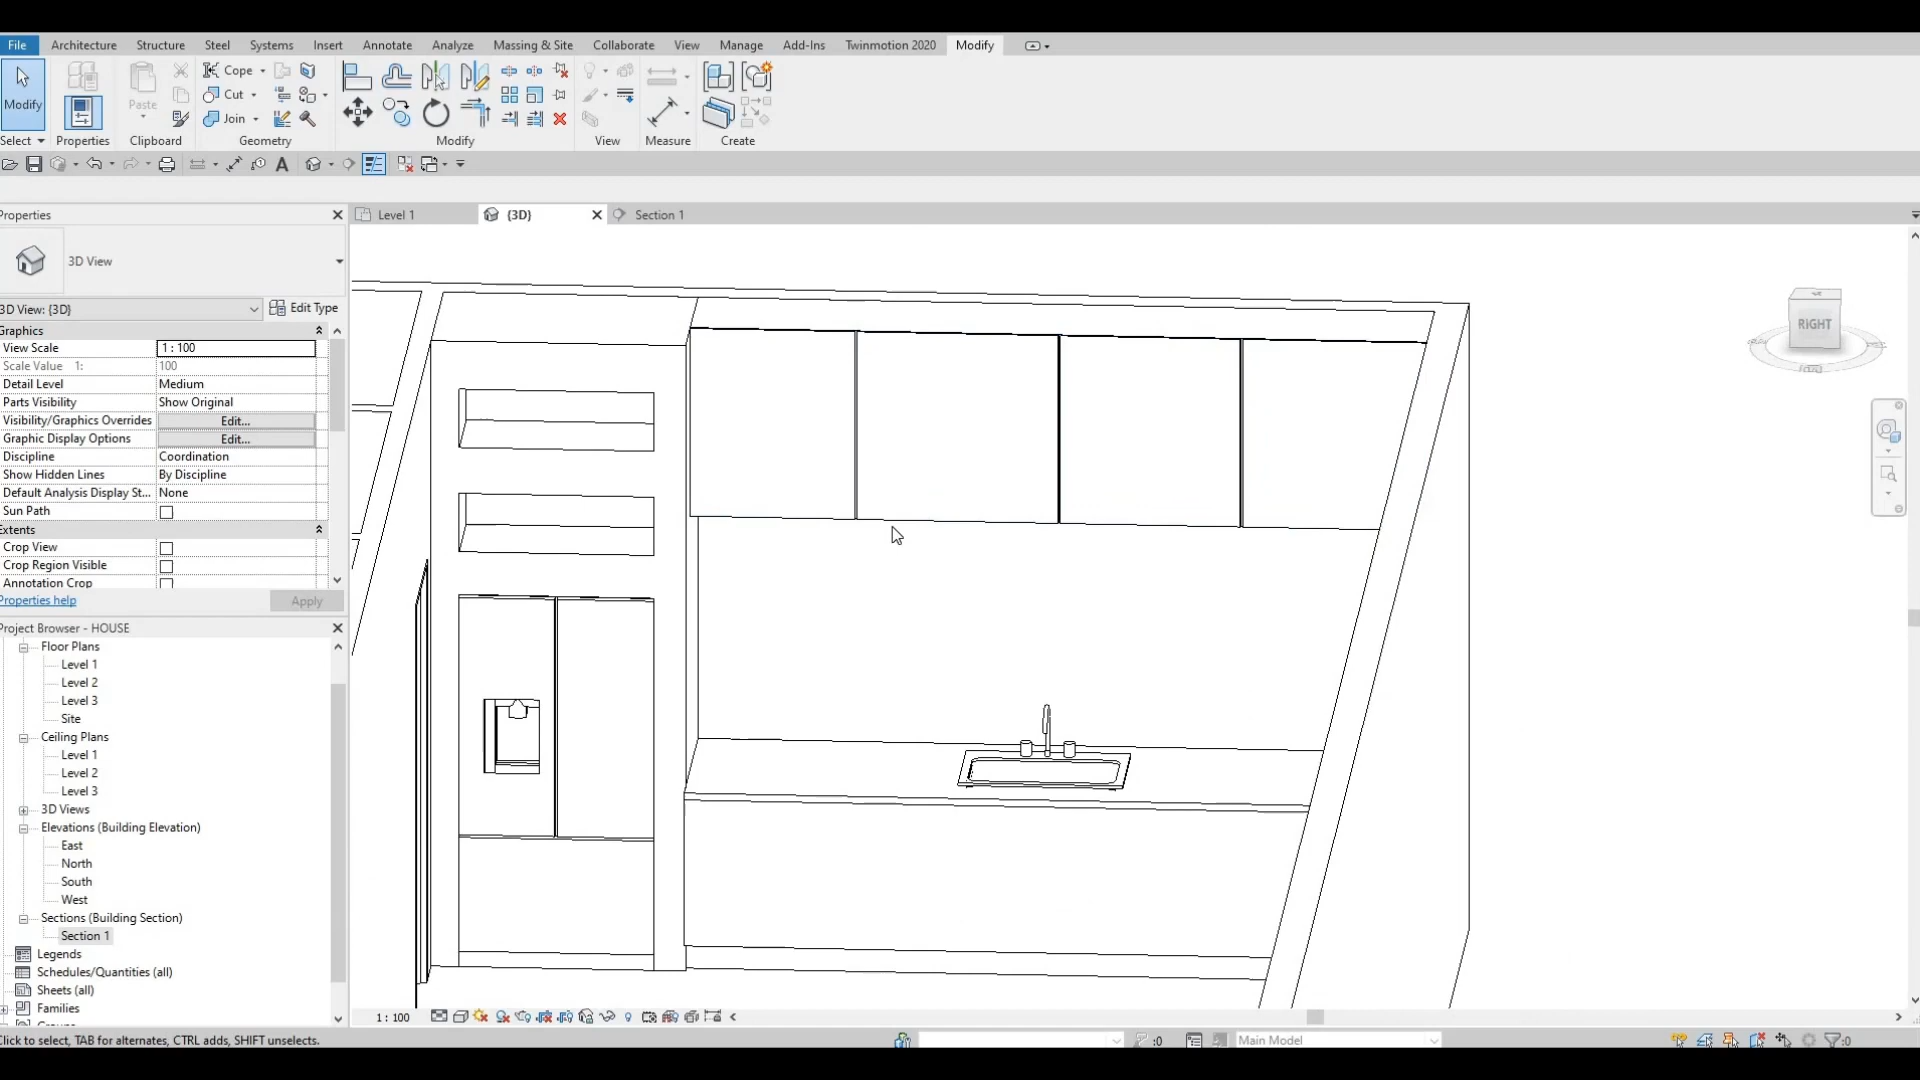 File Architecture Structure Steel Systems Insert Annotate Analyze Massing & Site Collaborate View Manage Add-Ins Twinmotion 2020 Modify
Modify
Paste
Cope
Cut
Join
Select Properties Clipboard Geometry Modify View Measure Create
Properties
Level 1
{3D}
Section 1
3D View
3D View: {3D}
Edit Type
Graphics
View Scale 1 : 100
Scale Value 1: 100
Detail Level Medium
Parts Visibility Show Original
Visibility/Graphics Overrides Edit...
Graphic Display Options Edit...
Discipline Coordination
Show Hidden Lines By Discipline
Default Analysis Display St... None
Sun Path
Extents
Crop View
Crop Region Visible
Annotation Crop
Properties help
Apply
Project Browser - HOUSE
Floor Plans
Level 1
Level 2
Level 3
Site
Ceiling Plans
Level 1
Level 2
Level 3
3D Views
Elevations (Building Elevation)
East
North
South
West
Sections (Building Section)
Section 1
Legends
Schedules/Quantities (all)
Sheets (all)
Families
RIGHT
1 : 100
Click to select, TAB for alternates, CTRL adds, SHIFT unselects.
:0
Main Model
:0